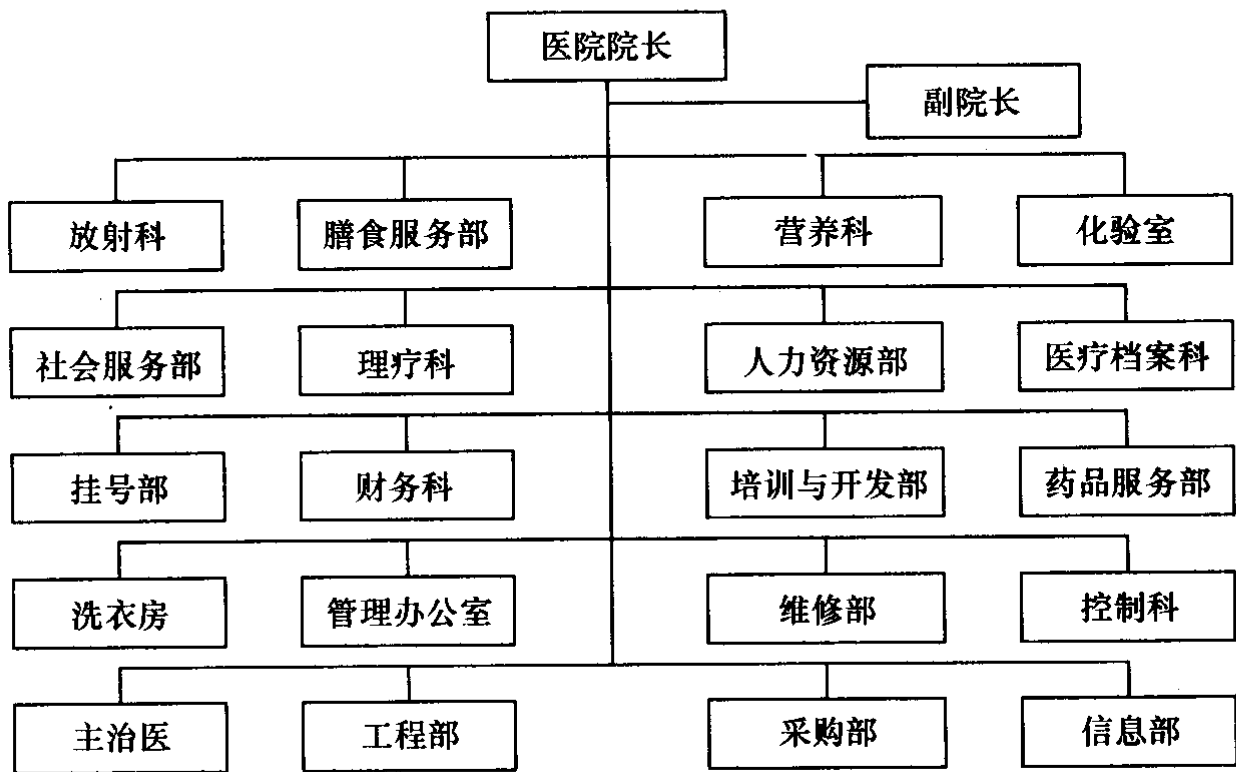 医院院长
副院长
放射科
膳食服务部
营养科
化验室
社会服务部
理疗科
人力资源部
医疗档案科
挂号部
财务科
培训与开发部
药品服务部
洗衣房
管理办公室
维修部
控制科
主治医
工程部
采购部
信息部